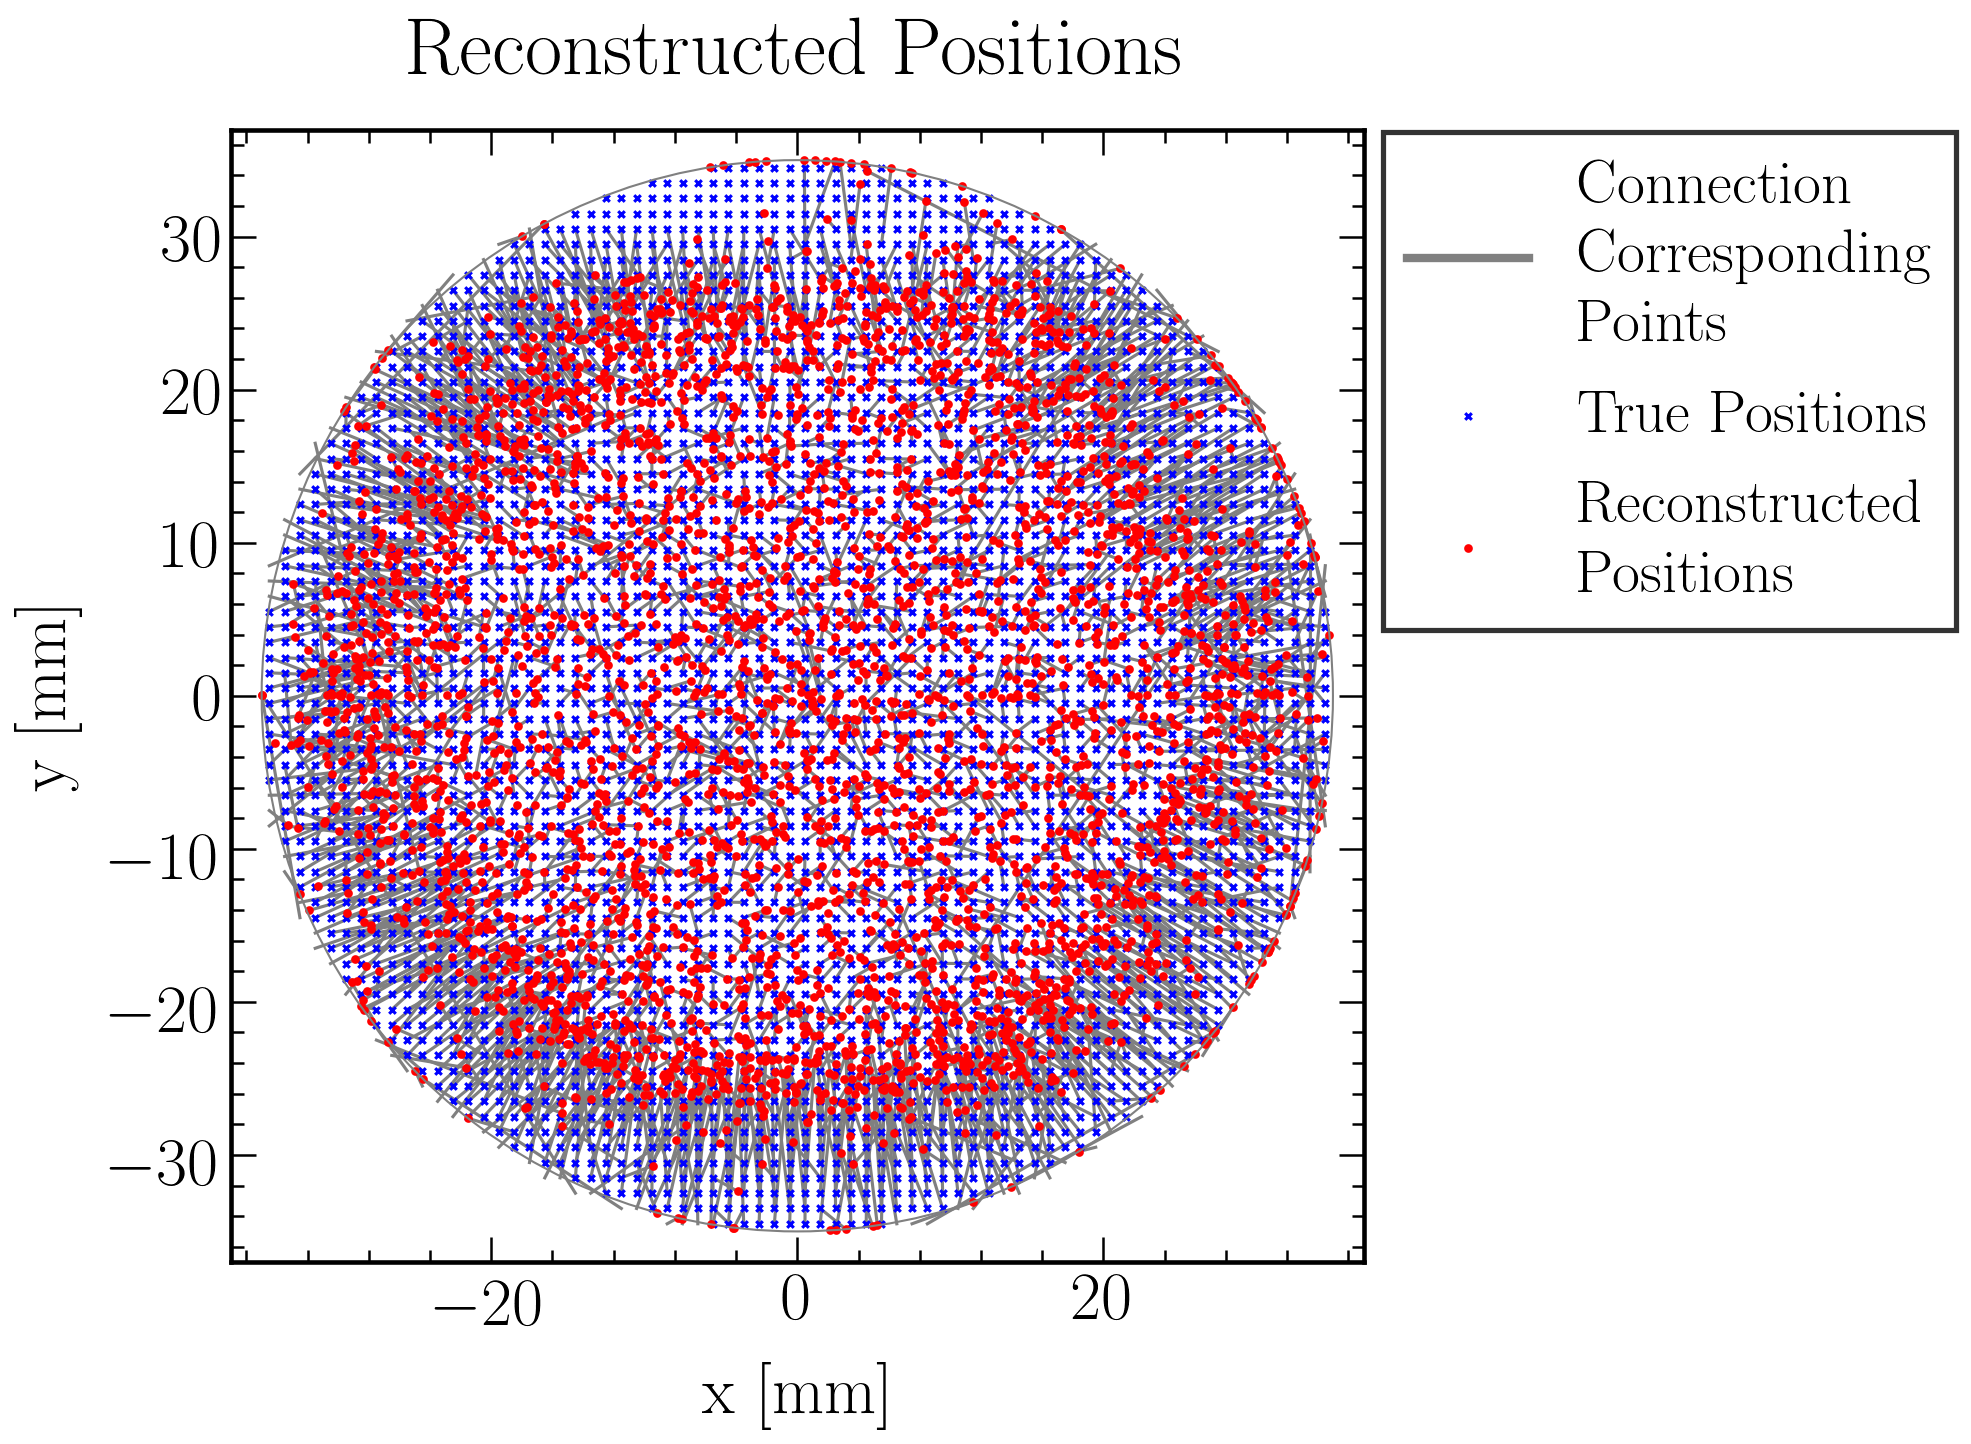 Reconstructed Positions
Connection
Corresponding
Points
True Positions
Reconstructed
Positions
30
20
10
0
−10
−20
−30
y [mm]
−20
0
20
x [mm]